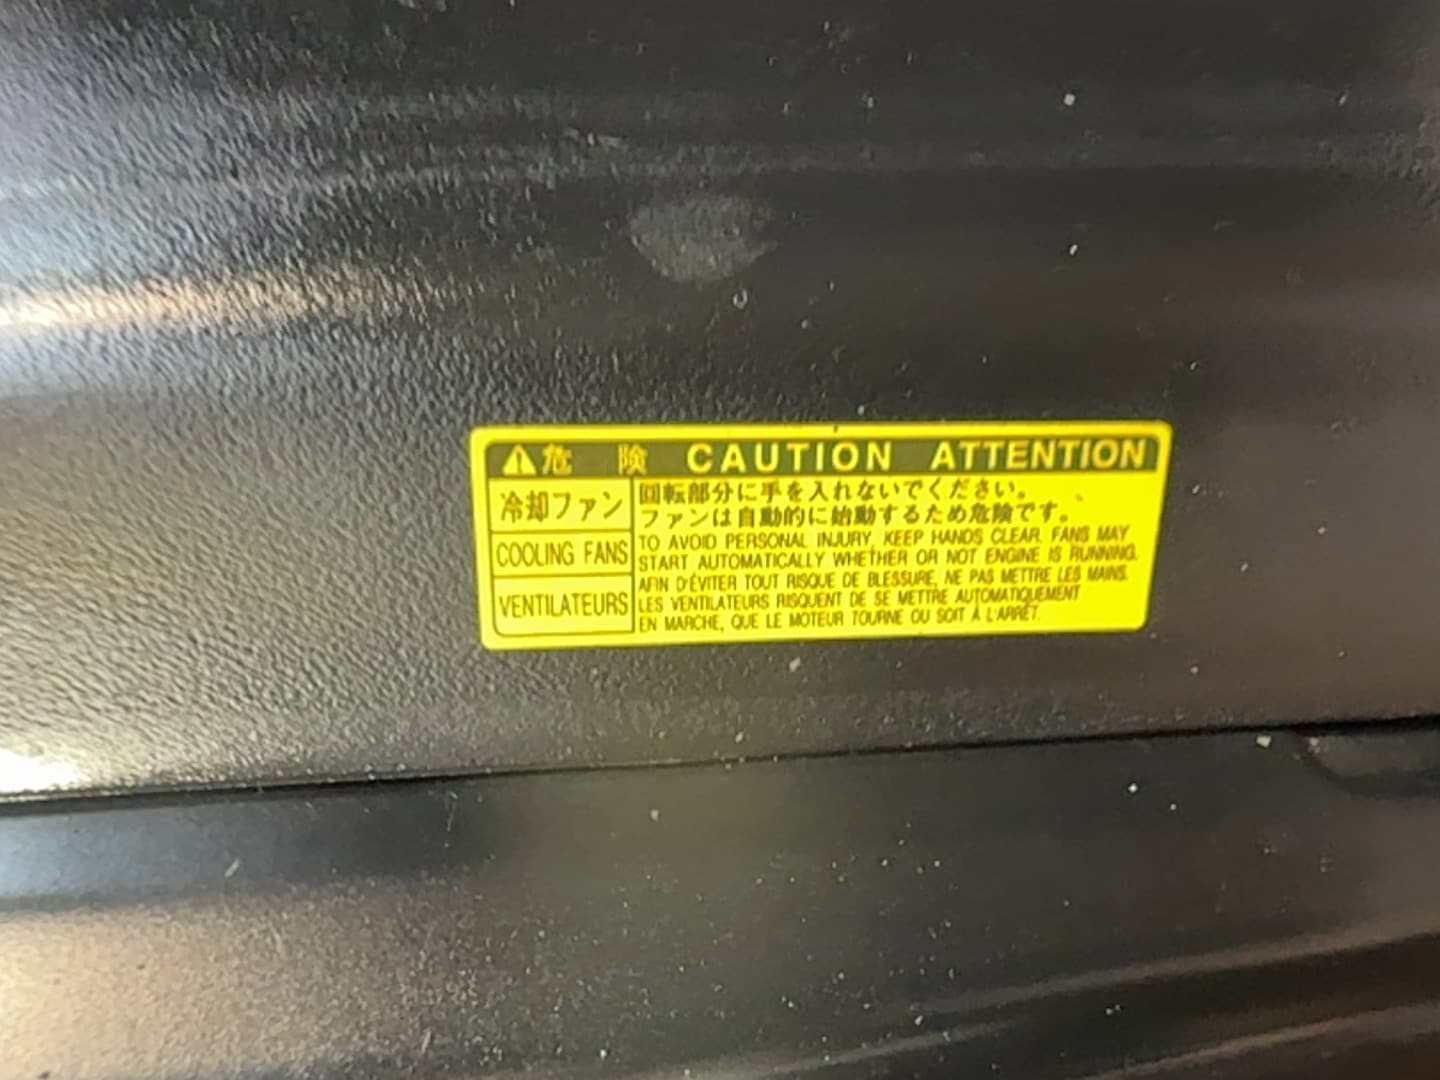 ⚠危険 CAUTION ATTENTION
冷却ファン
回転部分に手を入れないでください。
ファンは自動的に始動するため危険です。
COOLING FANS
TO AVOID PERSONAL INJURY, KEEP HANDS CLEAR. FANS MAY
START AUTOMATICALLY WHETHER OR NOT ENGINE IS RUNNING.
VENTILATEURS
AFIN D'ÉVITER TOUT RISQUE DE BLESSURE, NE PAS METTRE LES MAINS.
LES VENTILATEURS RISQUENT DE SE METTRE AUTOMATIQUEMENT
EN MARCHE, QUE LE MOTEUR TOURNE OU SOIT À L'ARRÊT.